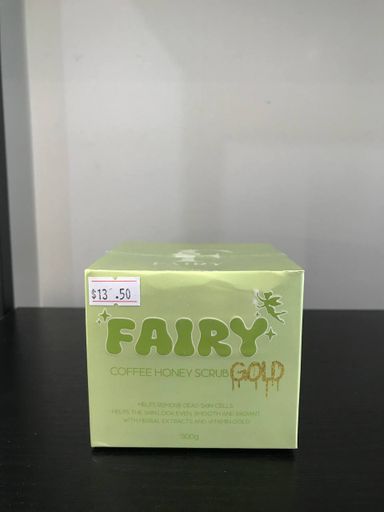 FAIRY
$13 .50
FAIRY
COFFEE HONEY SCRUB GOLD
HELPS REMOVE DEAD SKIN CELLS
HELPS THE SKIN LOOK EVEN, SMOOTH AND RADIANT
WITH HERBAL EXTRACTS AND VITAMIN GOLD
300g